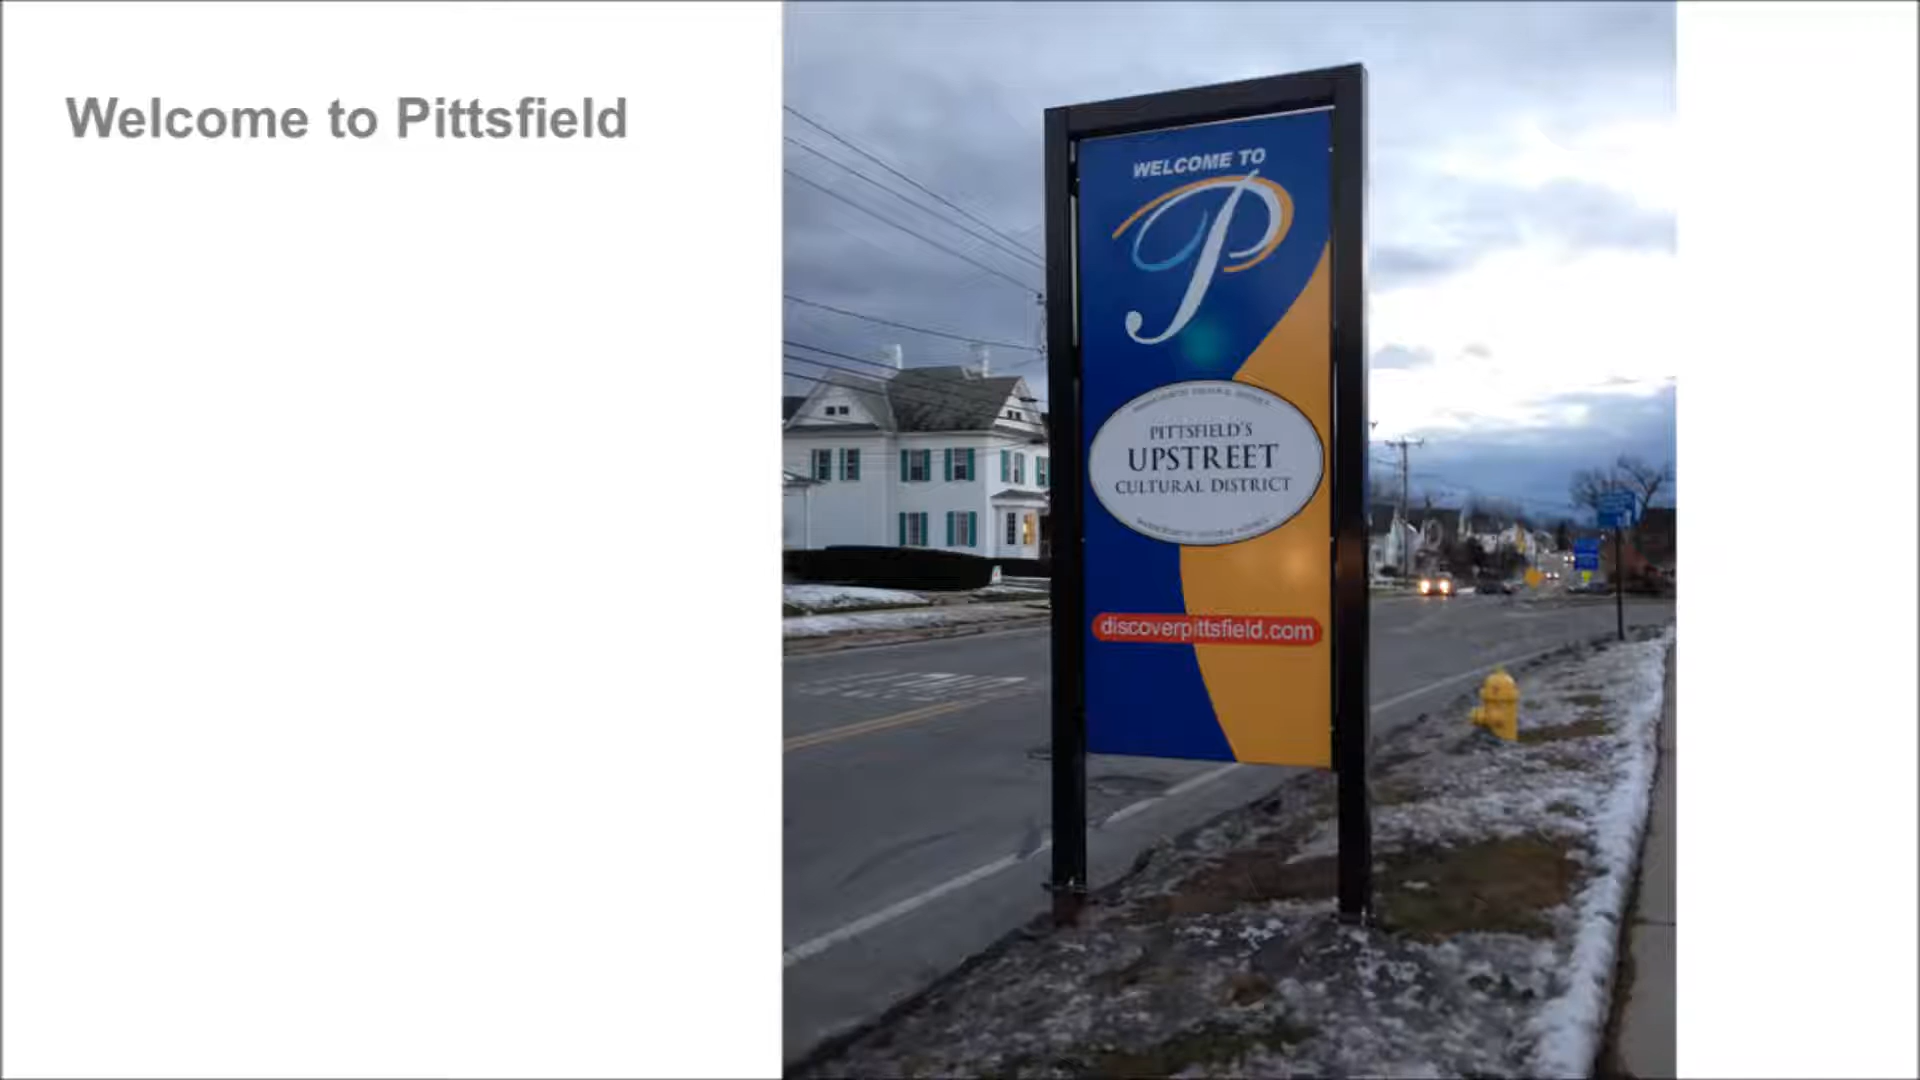 Welcome to Pittsfield
WELCOME TO
P
PITTSFIELD'S
UPSTREET
CULTURAL DISTRICT
discoverpittsfield.com